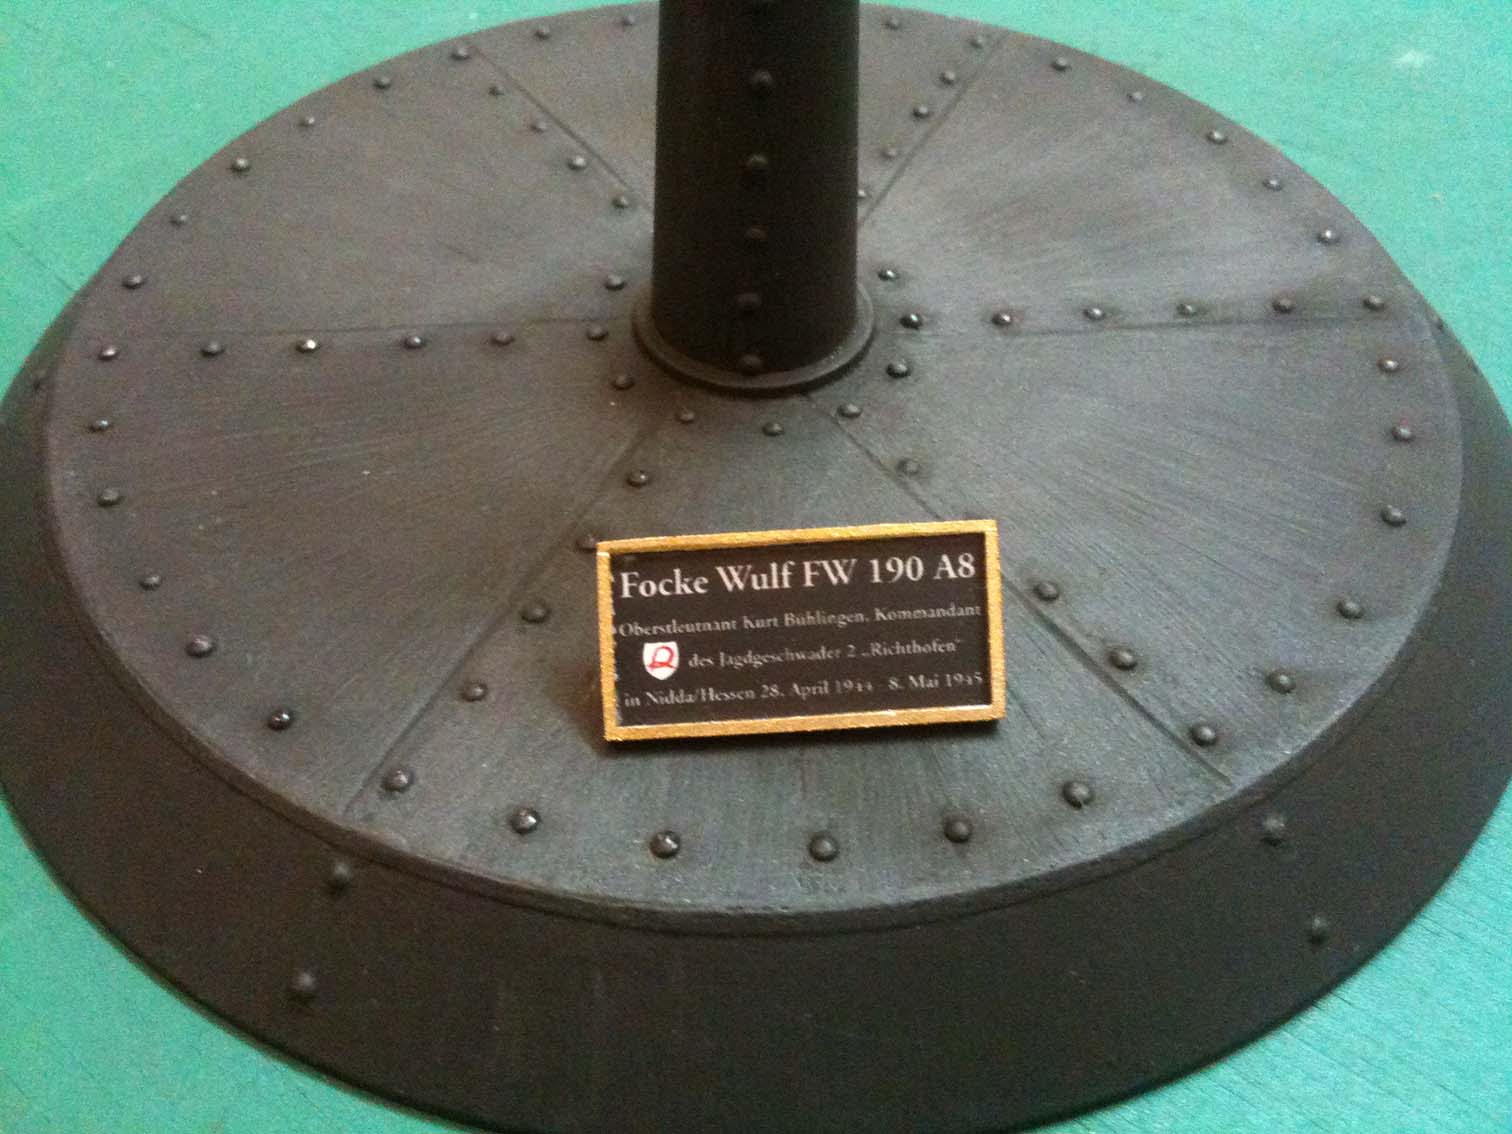 Focke Wulf FW 190 A8
Oberstleutnant Kurt Bühlingen, Kommandant
R des Jagdgeschwader 2 „Richthofen“
in Nidda/Hessen 28. April 1944 - 8. Mai 1945